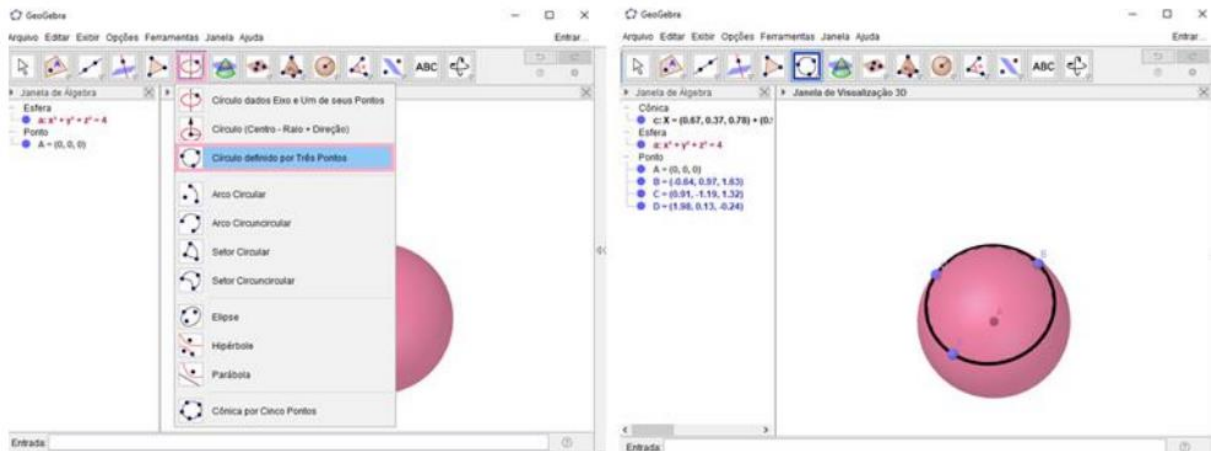 GeoGebra
Arquivo Editar Exibir Opções Ferramentas Janela Ajuda Entrar...
ABC
Janela de Álgebra
Esfera
a: x² + y² + z² = 4
Ponto
A = (0, 0, 0)
Círculo dados Eixo e Um de seus Pontos
Círculo (Centro - Raio + Direção)
Círculo definido por Três Pontos
Arco Circular
Arco Circuncircular
Setor Circular
Setor Circuncircular
Elipse
Hipérbole
Parábola
Cônica por Cinco Pontos
Entrada:
GeoGebra
Arquivo Editar Exibir Opções Ferramentas Janela Ajuda Entrar...
ABC
Janela de Álgebra
Janela de Visualização 3D
Cônica
c: X = (0.67, 0.37, 0.78) + (0.
Esfera
a: x² + y² + z² = 4
Ponto
A = (0, 0, 0)
B = (-0.64, 0.97, 1.63)
C = (0.91, -1.19, 1.32)
D = (1.98, 0.13, -0.24)
B
A
Entrada: